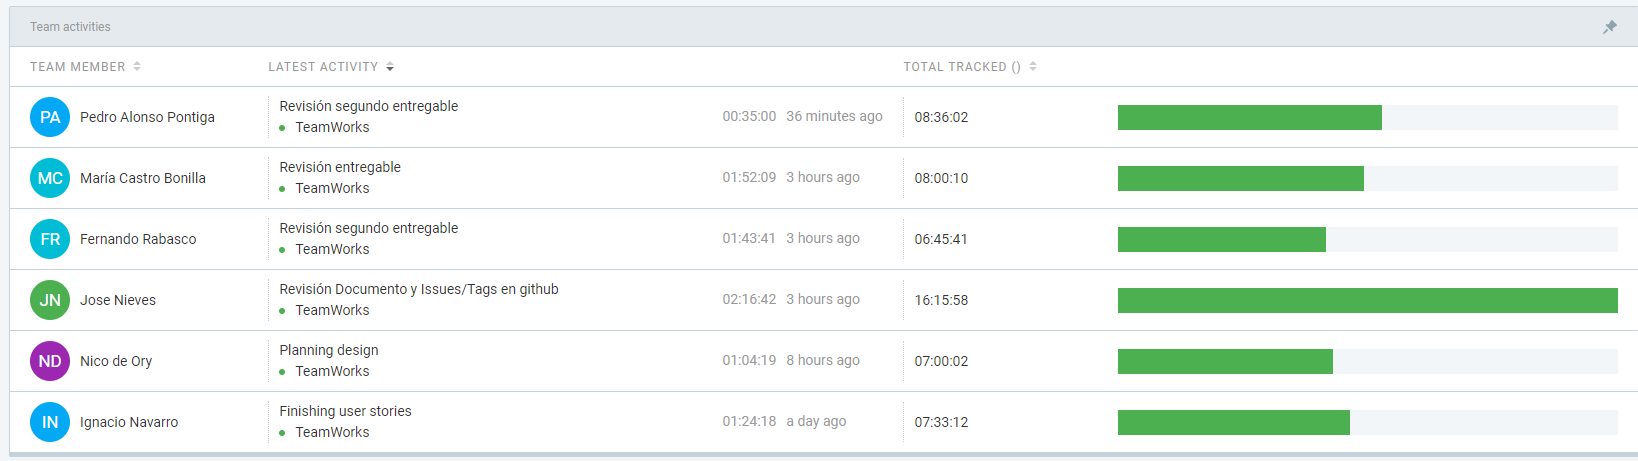 Team activities
TEAM MEMBER LATEST ACTIVITY TOTAL TRACKED ()
PA Pedro Alonso Pontiga Revisión segundo entregable 00:35:00 36 minutes ago 08:36:02
TeamWorks
MC María Castro Bonilla Revisión entregable 01:52:09 3 hours ago 08:00:10
TeamWorks
FR Fernando Rabasco Revisión segundo entregable 01:43:41 3 hours ago 06:45:41
TeamWorks
JN Jose Nieves Revisión Documento y Issues/Tags en github 02:16:42 3 hours ago 16:15:58
TeamWorks
ND Nico de Ory Planning design 01:04:19 8 hours ago 07:00:02
TeamWorks
IN Ignacio Navarro Finishing user stories 01:24:18 a day ago 07:33:12
TeamWorks